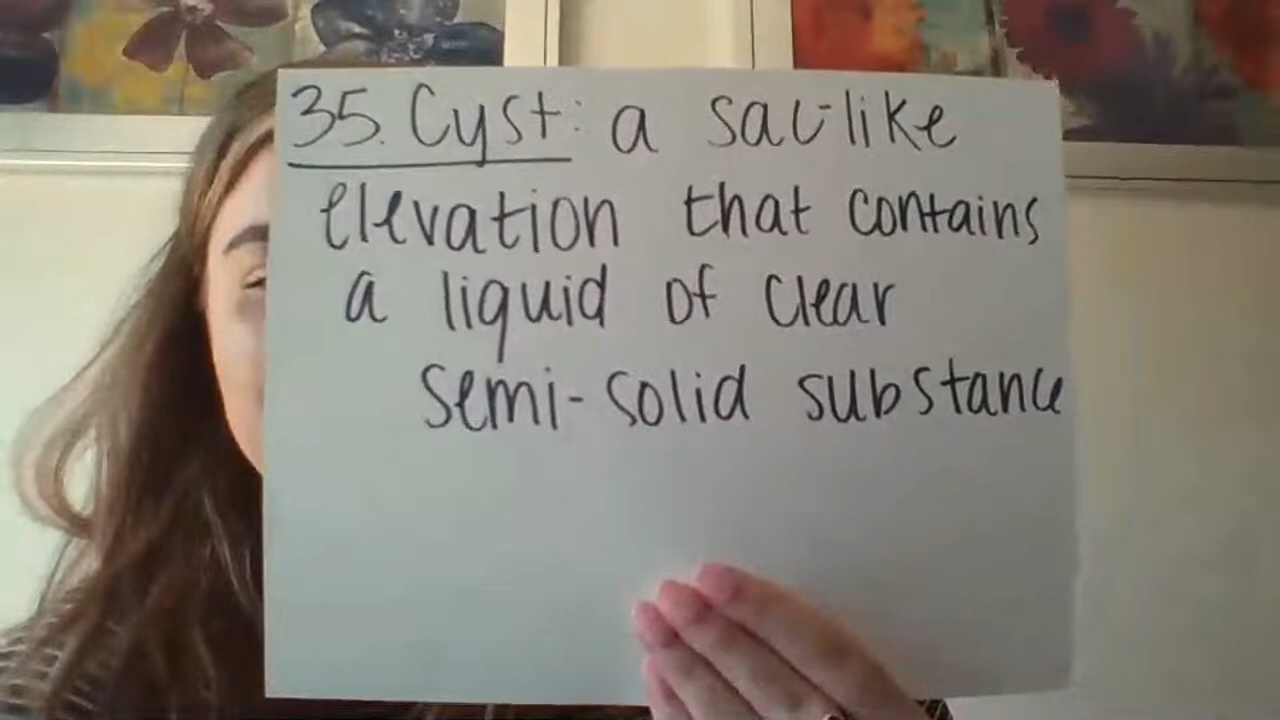 35. Cyst: a sac-like
elevation that contains
a liquid of clear
semi-solid substance